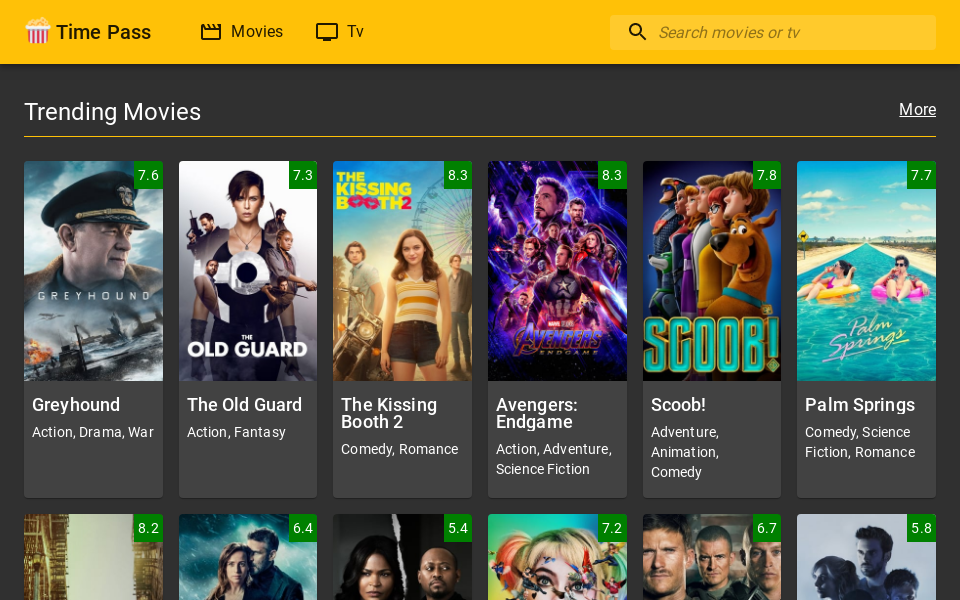 Time Pass
Movies
Tv
Search movies or tv
Trending Movies
More
7.6
7.3
8.3
8.3
7.8
7.7
GREYHOUND
THE
OLD GUARD
THE
KISSING
BOOTH2
MARVEL STUDIOS
AVENGERS
ENDGAME
SCOOB!
Palm
Springs
Greyhound
Action, Drama, War
The Old Guard
Action, Fantasy
The Kissing
Booth 2
Comedy, Romance
Avengers:
Endgame
Action, Adventure,
Science Fiction
Scoob!
Adventure,
Animation,
Comedy
Palm Springs
Comedy, Science
Fiction, Romance
8.2
6.4
5.4
7.2
6.7
5.8